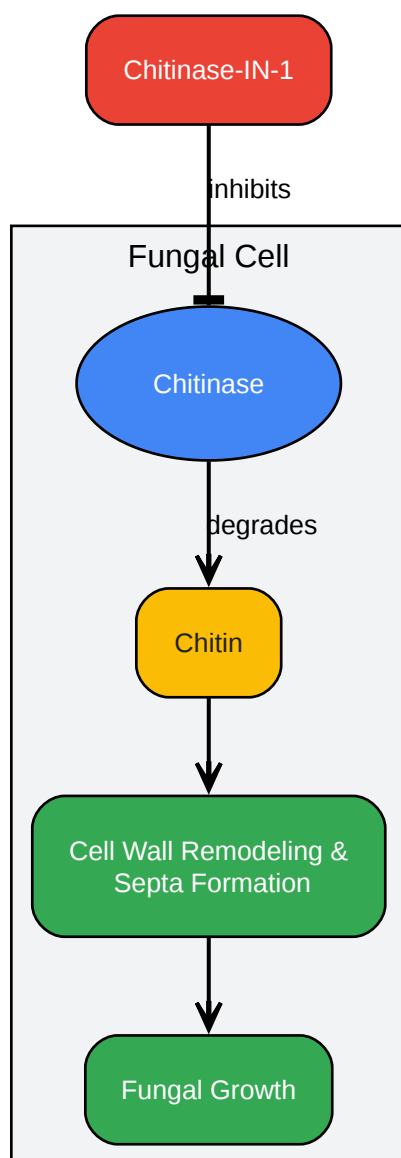 Chitinase-IN-1
inhibits
Fungal Cell
Chitinase
degrades
Chitin
Cell Wall Remodeling &
Septa Formation
Fungal Growth